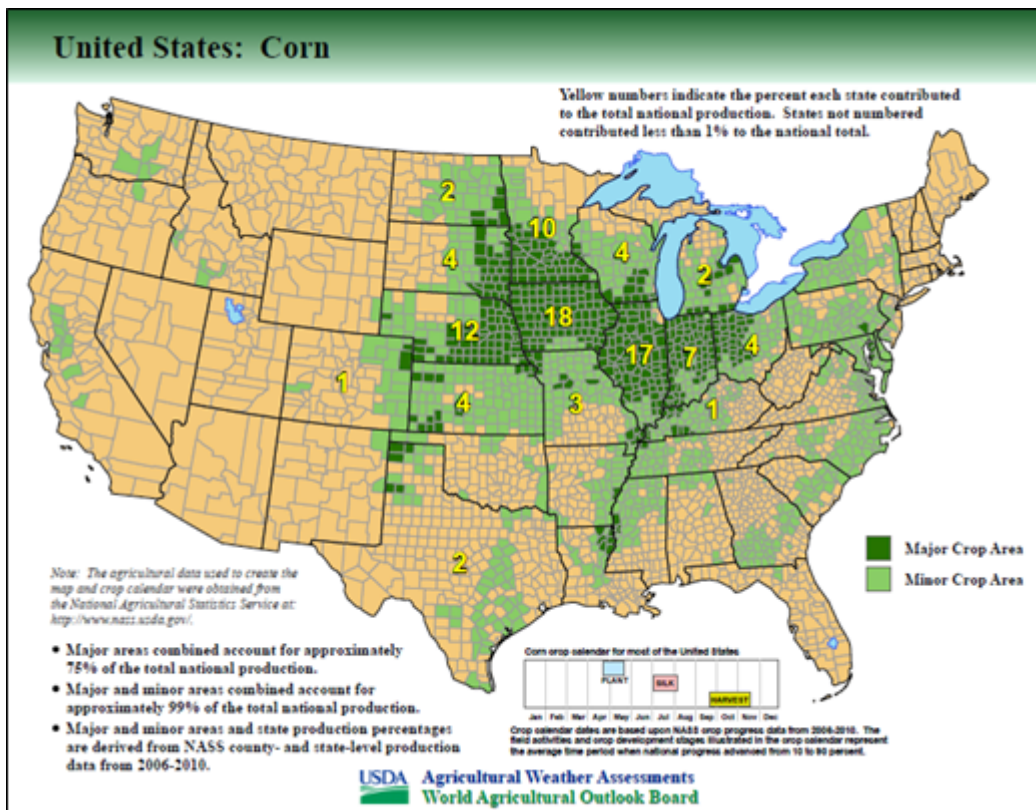 United States: Corn
Yellow numbers indicate the percent each state contributed
to the total national production. States not numbered
contributed less than 1% to the national total.
2
10
4
4
2
12
18
17
7
4
1
4
3
1
2
Major Crop Area
Minor Crop Area
Note: The agricultural data used to create the
map and crop calendar were obtained from
the National Agricultural Statistics Service at:
http://www.nass.usda.gov/.
• Major areas combined account for approximately
75% of the total national production.
• Major and minor areas combined account for
approximately 99% of the total national production.
• Major and minor areas and state production percentages
are derived from NASS county- and state-level production
data from 2006-2010.
Corn crop calendar for most of the United States
PLANT
SILK
HARVEST
Jan Feb Mar Apr May Jun Jul Aug Sep Oct Nov Dec
Crop calendar dates are based upon NASS crop progress data from 2006-2010. The
field activities and crop development stages illustrated in the crop calendar represent
the average time period when national progress advanced from 10 to 90 percent.
USDA Agricultural Weather Assessments
World Agricultural Outlook Board